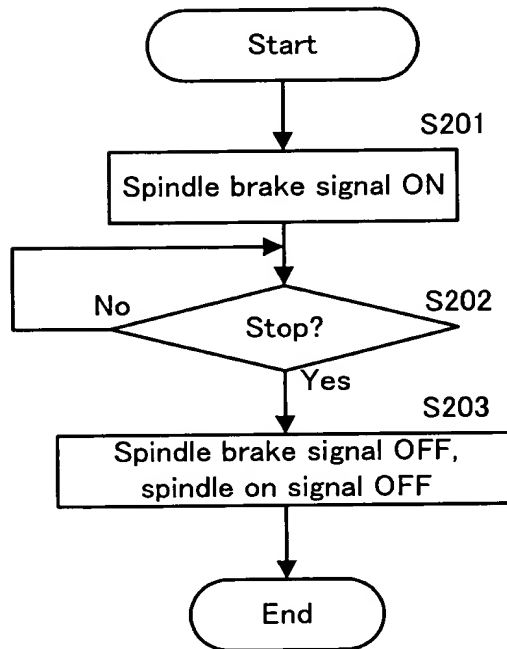 Start
S201
Spindle brake signal ON
No
Stop?
S202
Yes
S203
Spindle brake signal OFF,
spindle on signal OFF
End